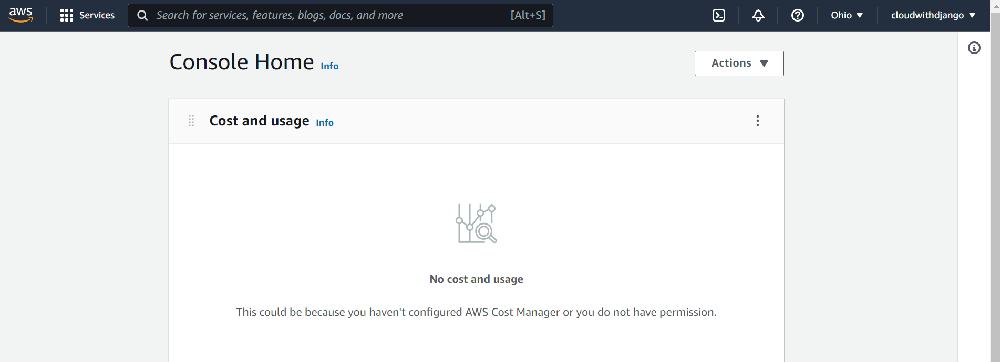 aws
Services
Search for services, features, blogs, docs, and more
[Alt+S]
Ohio
cloudwithdjango
Console Home Info
Actions
Cost and usage Info
No cost and usage
This could be because you haven't configured AWS Cost Manager or you do not have permission.